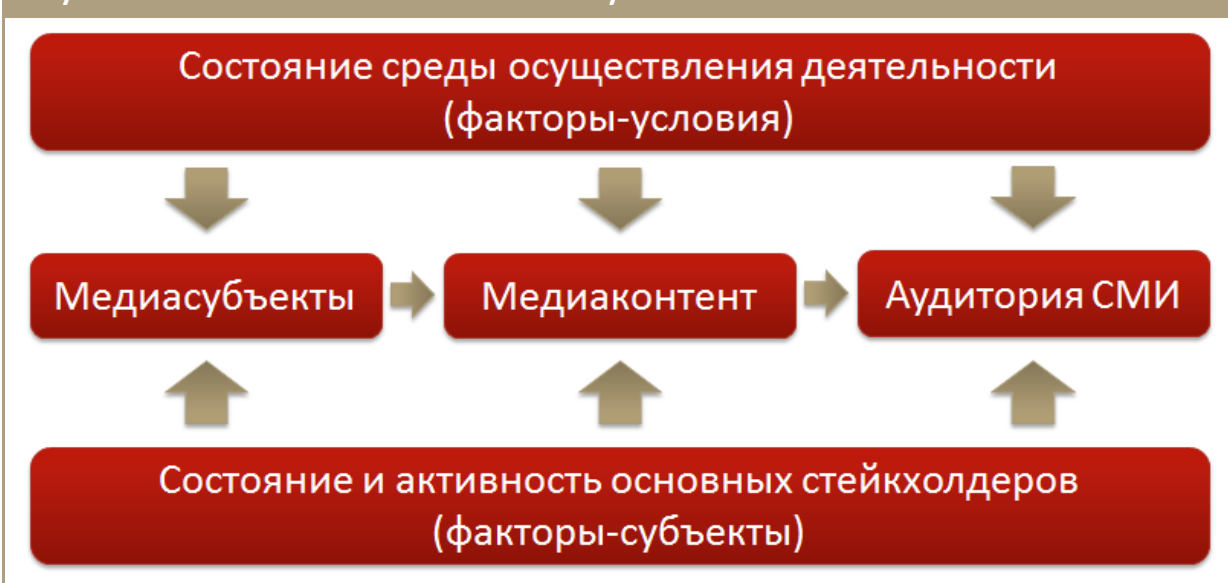 Состояние среды осуществления деятельности
(факторы-условия)
Медиасубъекты
Медиаконтент
Аудитория СМИ
Состояние и активность основных стейкхолдеров
(факторы-субъекты)